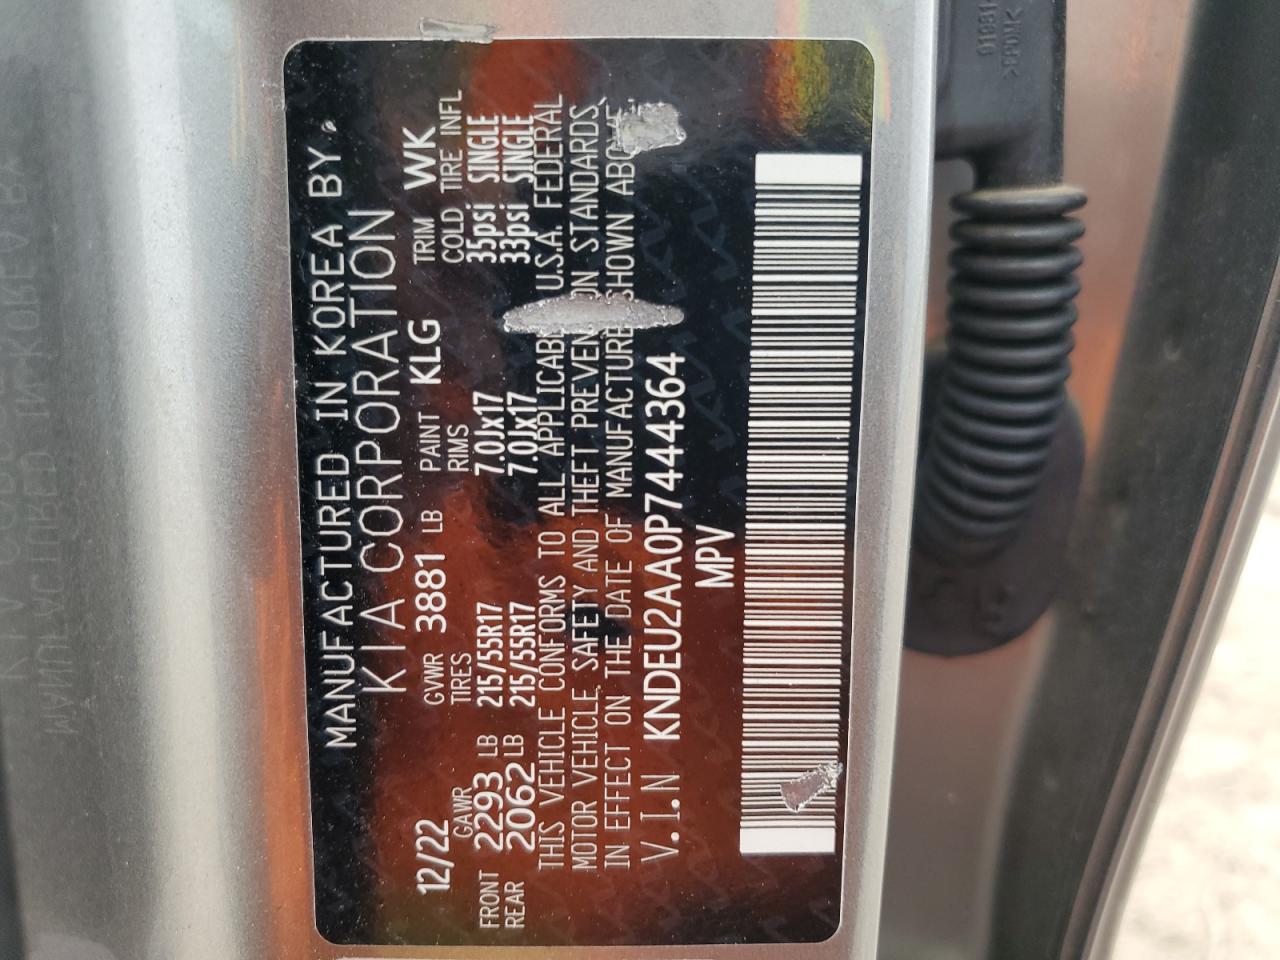 MANUFACTURED IN KOREA BY
KIA CORPORATION
12/22 GVWR 3881 LB PAINT KLG TRIM WK
GAWR TIRES RIMS COLD TIRE INFL
FRONT 2293 LB 215/55R17 7.0Jx17 35psi SINGLE
REAR 2062 LB 215/55R17 7.0Jx17 33psi SINGLE
THIS VEHICLE CONFORMS TO ALL U.S.A. FEDERAL
MOTOR VEHICLE SAFETY AND THEFT STANDARDS
IN EFFECT ON THE DATE OF MANUFACTURE SHOWN
V.I.N KNDEU2AA0P7444364
MPV
>EPDM<